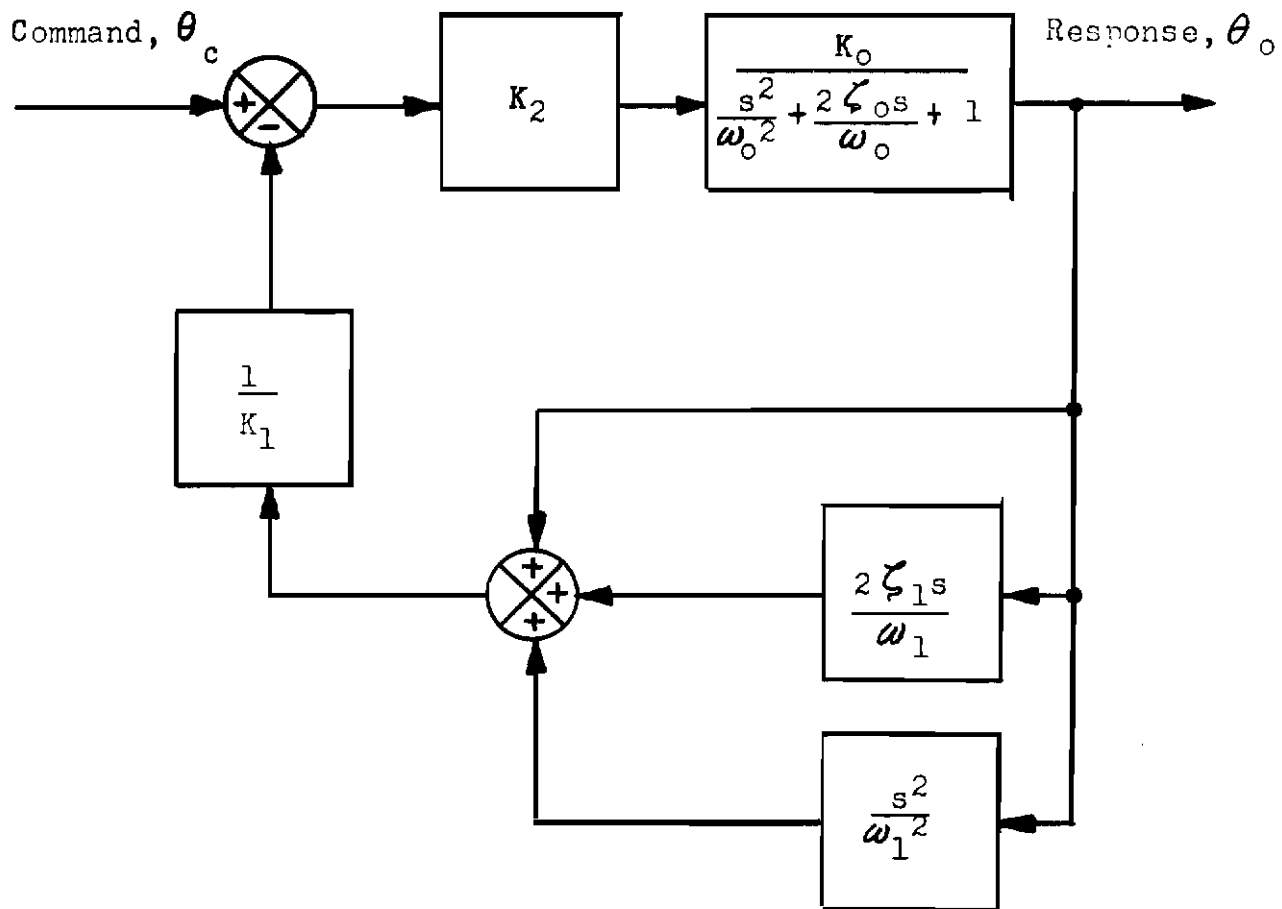 Command, θc
Response, θo
+
−
K2
Ko
s²/ωo² + 2ζos/ωo + 1
1
K1
+
+
+
2ζ1s
ω1
s²
ω1²